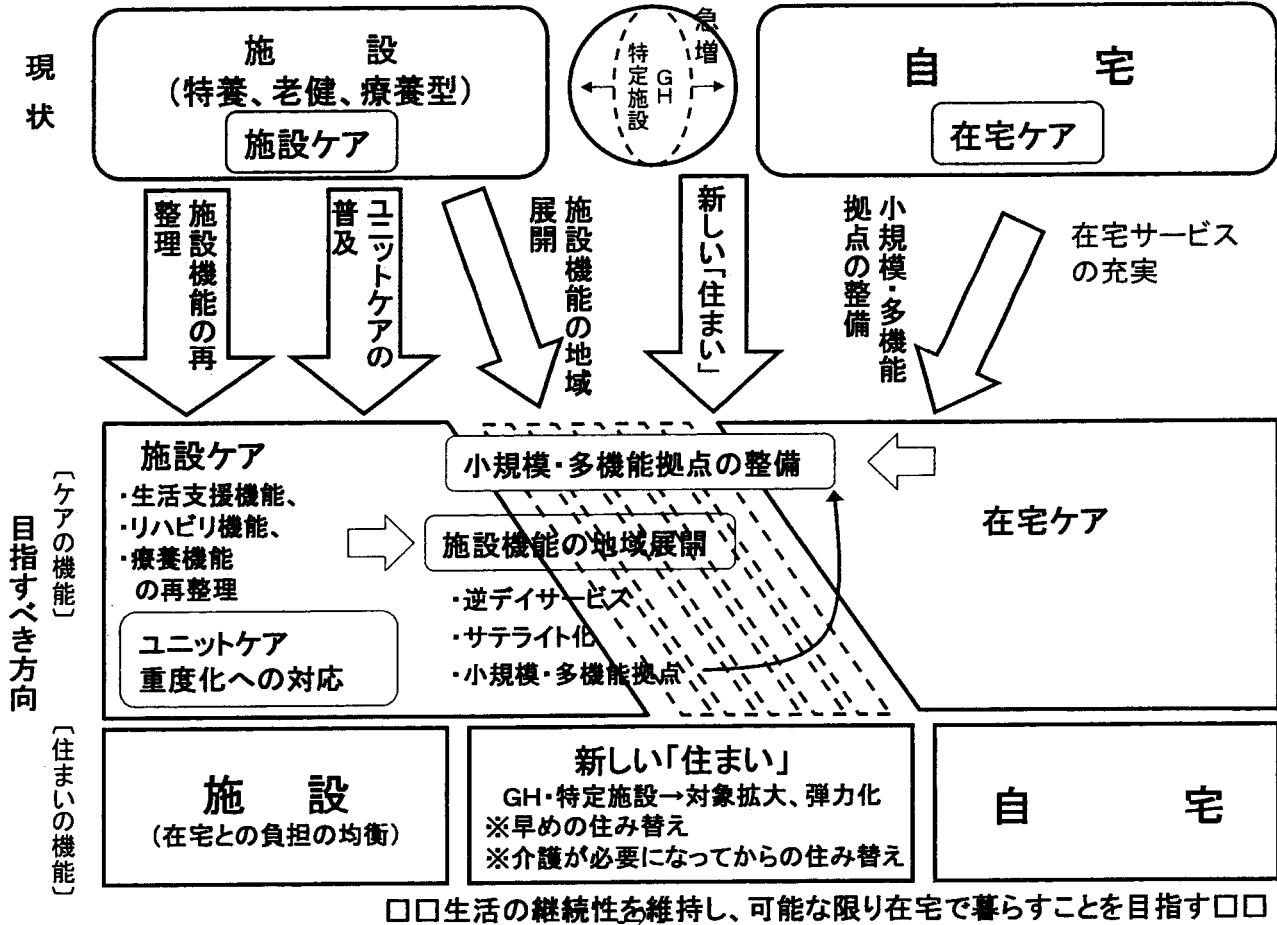 現状
施　設
（特養、老健、療養型）
施設ケア
急増
特定施設
GH
自　宅
在宅ケア
施設機能の再
整理
ユニットケアの
普及
施設機能の地域
展開
新しい「住まい」
小規模・多機能
拠点の整備
在宅サービス
の充実
目指すべき方向
〔ケアの機能〕
施設ケア
・生活支援機能、
・リハビリ機能、
・療養機能
の再整理
ユニットケア
重度化への対応
小規模・多機能拠点の整備
施設機能の地域展開
・逆デイサービス
・サテライト化
・小規模・多機能拠点
在宅ケア
〔住まいの機能〕
施　設
（在宅との負担の均衡）
新しい「住まい」
GH・特定施設→対象拡大、弾力化
※早めの住み替え
※介護が必要になってからの住み替え
自　宅
□□生活の継続性を維持し、可能な限り在宅で暮らすことを目指す□□